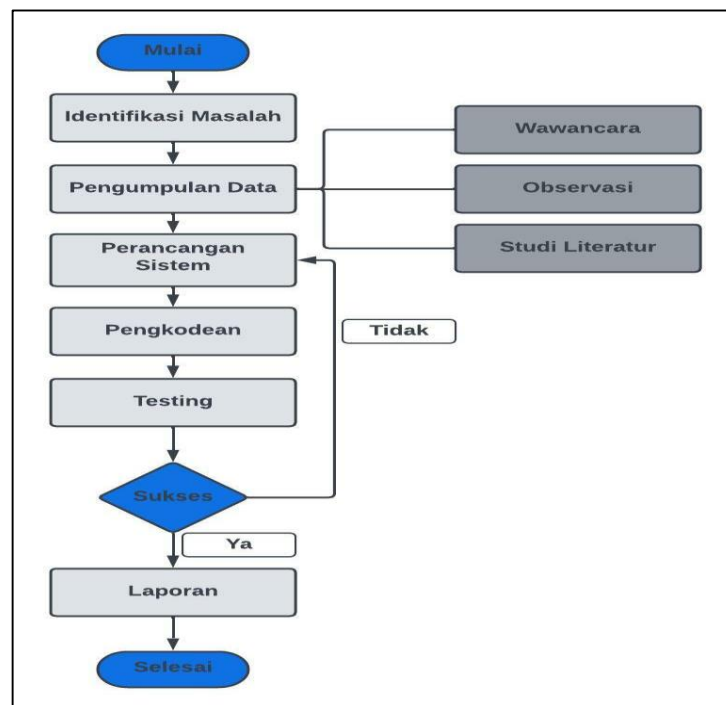 Mulai
Identifikasi Masalah
Wawancara
Pengumpulan Data
Observasi
Perancangan
Sistem
Studi Literatur
Pengkodean
Tidak
Testing
Sukses
Ya
Laporan
Selesai